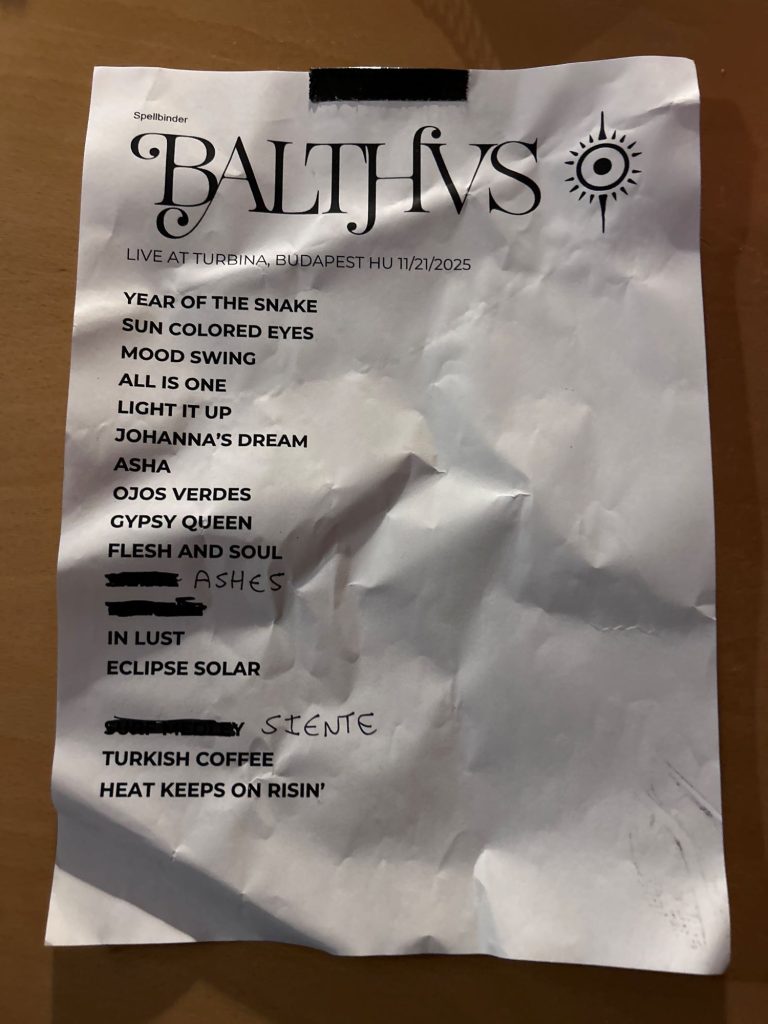 Spellbinder
BALTHVS
LIVE AT TURBINA, BUDAPEST HU 11/21/2025
YEAR OF THE SNAKE
SUN COLORED EYES
MOOD SWING
ALL IS ONE
LIGHT IT UP
JOHANNA'S DREAM
ASHA
OJOS VERDES
GYPSY QUEEN
FLESH AND SOUL
ASHES
IN LUST
ECLIPSE SOLAR
SIENTE
TURKISH COFFEE
HEAT KEEPS ON RISIN'